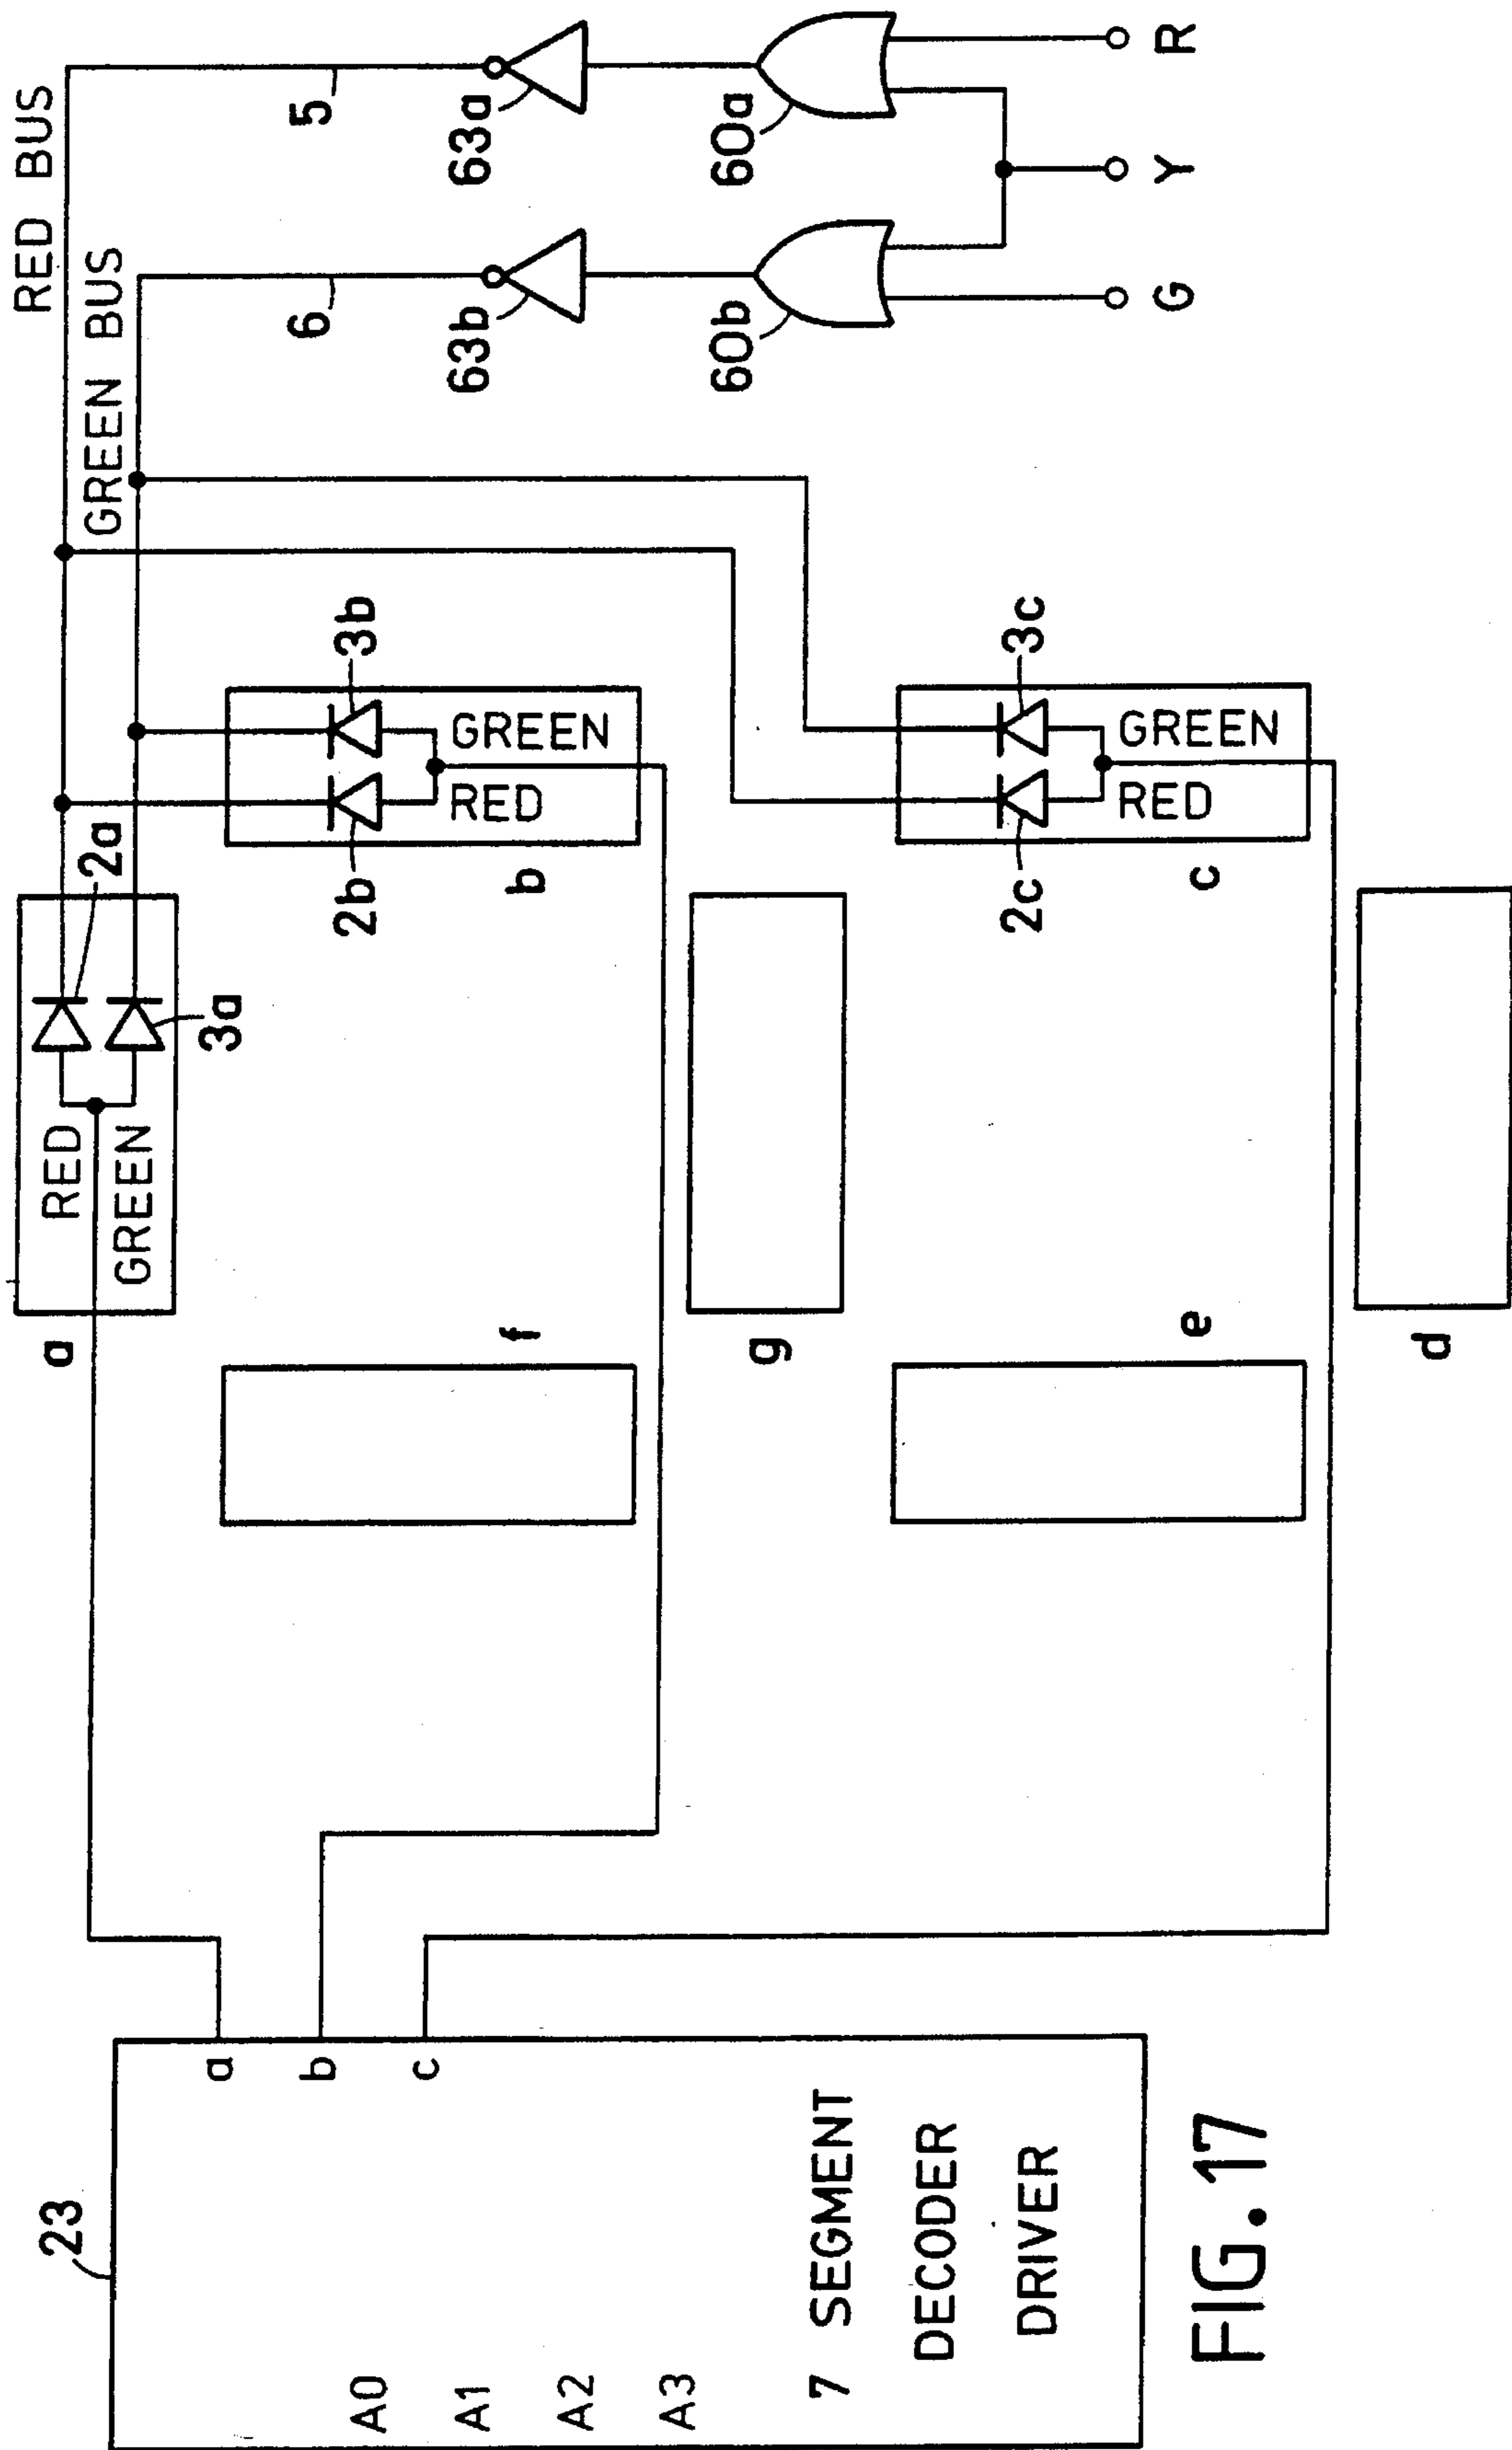 RED BUS
GREEN BUS
5
6
63a
63b
60a
60b
R
Y
G
a
RED
GREEN
2a
3a
b
RED
GREEN
2b
3b
c
RED
GREEN
2c
3c
f
g
e
d
23
a
b
c
A0
A1
A2
A3
7 SEGMENT
DECODER
DRIVER
FIG.17